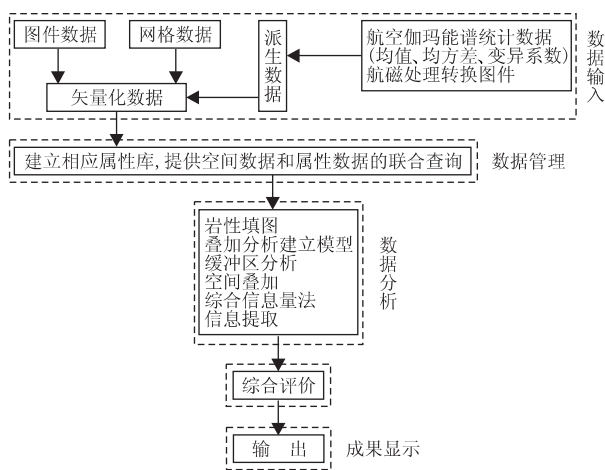 图件数据
网格数据
派生数据
航空伽玛能谱统计数据
(均值、均方差、变异系数)
航磁处理转换图件
数据输入
矢量化数据
建立相应属性库,提供空间数据和属性数据的联合查询
数据管理
岩性填图
叠加分析建立模型
缓冲区分析
空间叠加
综合信息量法
信息提取
数据分析
综合评价
输 出
成果显示